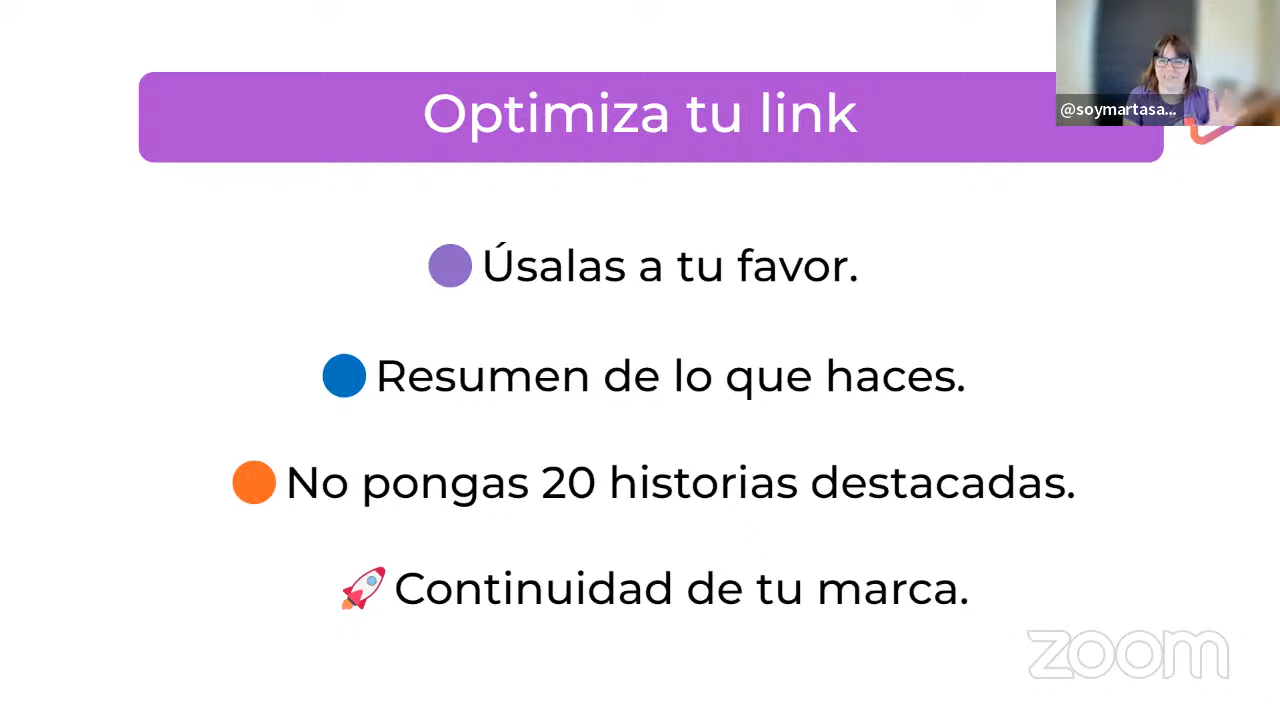 Optimiza tu link
@soymartasa...
Úsalas a tu favor.
Resumen de lo que haces.
No pongas 20 historias destacadas.
Continuidad de tu marca.
zoom